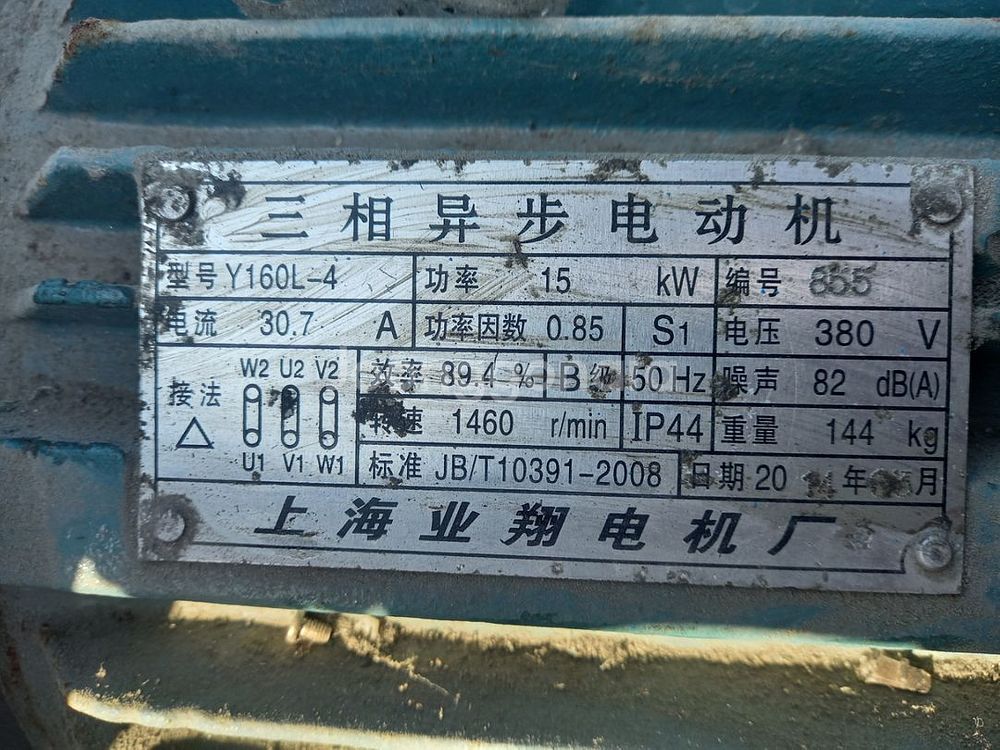 三相异步电动机
型号 Y160L-4 功率 15 kW 编号 855
电流 30.7 A 功率因数 0.85 S1 电压 380 V
接法 △ W2 U2 V2 U1 V1 W1
效率 89.4 % B级 50 Hz 噪声 82 dB(A)
转速 1460 r/min IP44 重量 144 kg
标准 JB/T10391-2008 日期 20 年 月
上海业翔电机厂